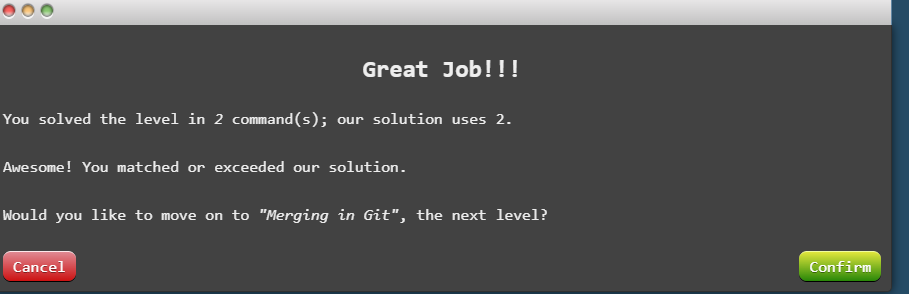 Great Job!!!
You solved the level in 2 command(s); our solution uses 2.
Awesome! You matched or exceeded our solution.
Would you like to move on to "Merging in Git", the next level?
Cancel
Confirm